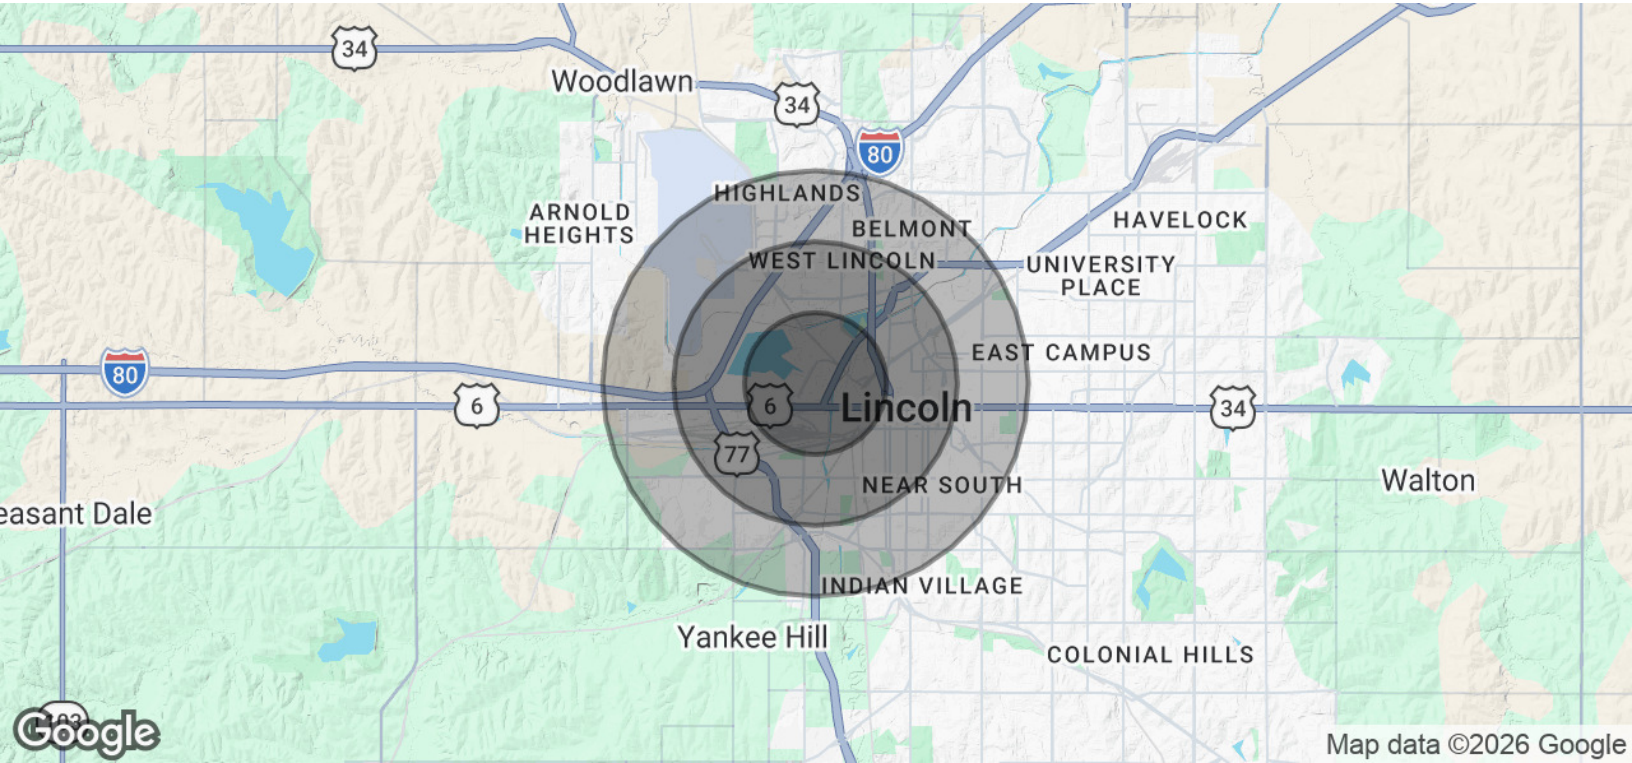 34
Woodlawn
34
80
HIGHLANDS
ARNOLD
HEIGHTS
BELMONT
HAVELOCK
WEST LINCOLN
UNIVERSITY
PLACE
EAST CAMPUS
80
6
6
Lincoln
34
77
NEAR SOUTH
Walton
easant Dale
INDIAN VILLAGE
Yankee Hill
COLONIAL HILLS
Google
Map data ©2026 Google